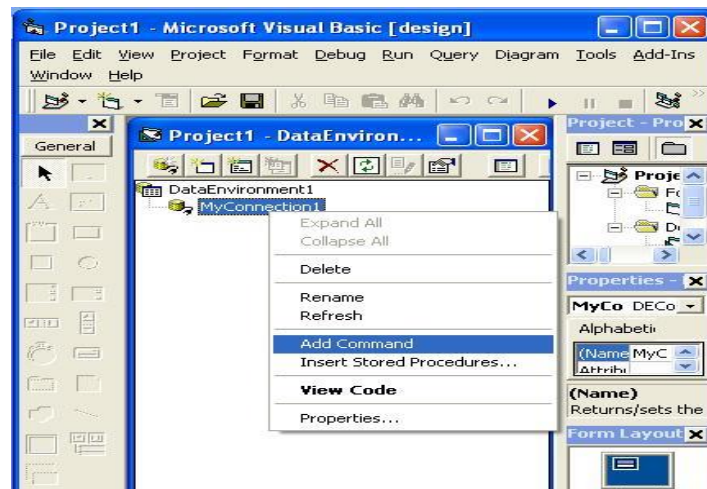 Project1 - Microsoft Visual Basic [design]
File Edit View Project Format Debug Run Query Diagram Tools Add-Ins
Window Help
General
Project1 - DataEnviron...
DataEnvironment1
MyConnection1
Expand All
Collapse All
Delete
Rename
Refresh
Add Command
Insert Stored Procedures...
View Code
Properties...
Project - Pro
Proje
Properties -
MyCo DECo
Alphabeti
(Name MyC
(Name)
Returns/sets the
Form Layout